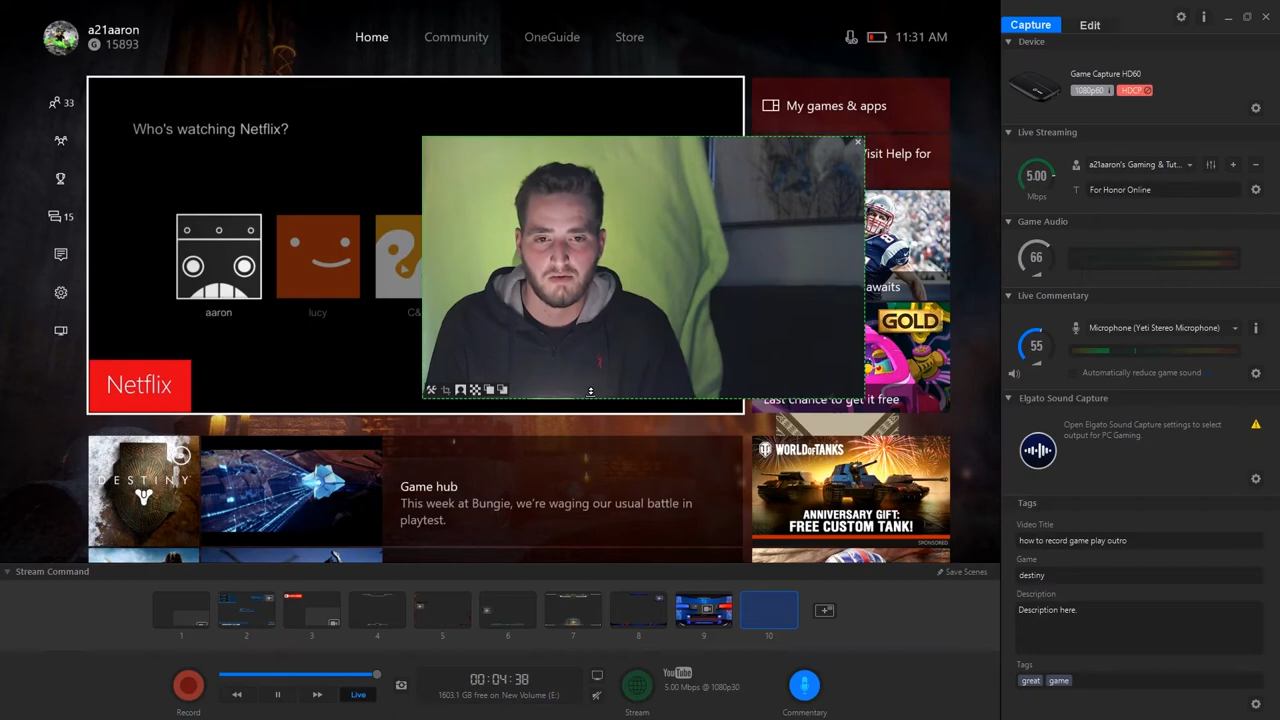 a21aaron
G 15893
Home
Community
OneGuide
Store
11:31 AM
33
15
Who's watching Netflix?
aaron
lucy
C&
Netflix
My games & apps
isit Help for
awaits
GOLD
Last chance to get it free
DESTINY
Game hub
This week at Bungie, we're waging our usual battle in
playtest.
WORLD OF TANKS
ANNIVERSARY GIFT:
FREE CUSTOM TANK!
SPONSORED
Capture
Edit
Device
Game Capture HD60
1080p60
HDCP
Live Streaming
5.00
Mbps
a21aaron's Gaming & Tut...
For Honor Online
Game Audio
66
Live Commentary
55
Microphone (Yeti Stereo Microphone)
Automatically reduce game sound
Elgato Sound Capture
Open Elgato Sound Capture settings to select
output for PC Gaming.
Tags
Video Title
how to record game play outro
Game
destiny
Description
Description here.
Tags
great
game
Stream Command
Save Scenes
1
2
3
4
5
6
7
8
9
10
Record
Live
00:04:38
1603.1 GB free on New Volume (E:)
Stream
YouTube
5.00 Mbps @ 1080p30
Commentary